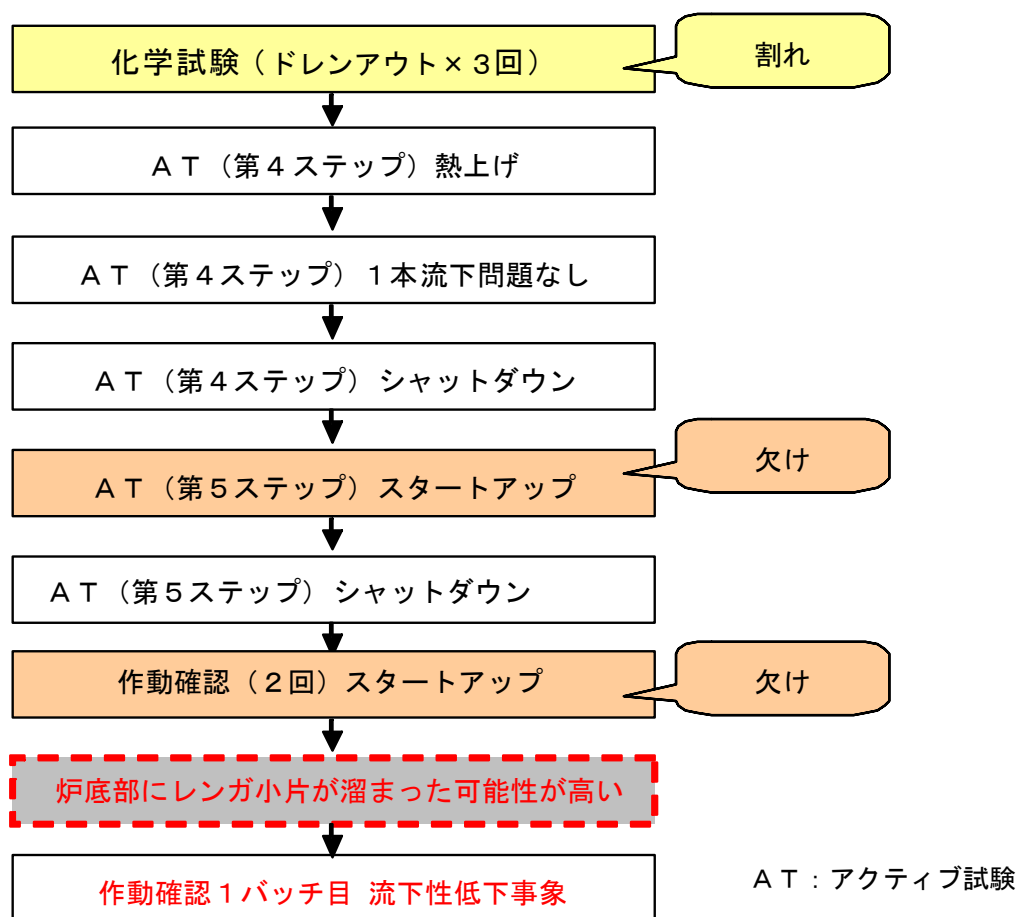 化学試験（ドレンアウト×３回）
割れ
ＡＴ（第４ステップ）熱上げ
ＡＴ（第４ステップ）１本流下問題なし
ＡＴ（第４ステップ）シャットダウン
欠け
ＡＴ（第５ステップ）スタートアップ
ＡＴ（第５ステップ）シャットダウン
作動確認（２回）スタートアップ
欠け
炉底部にレンガ小片が溜まった可能性が高い
作動確認１バッチ目 流下性低下事象
ＡＴ：アクティブ試験